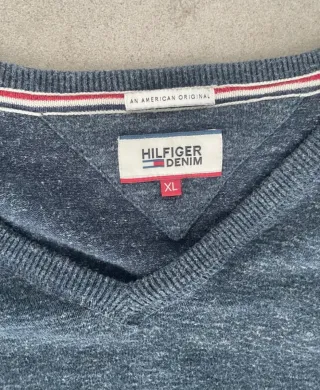 AN AMERICAN ORIGINAL
HILFIGER
DENIM
XL